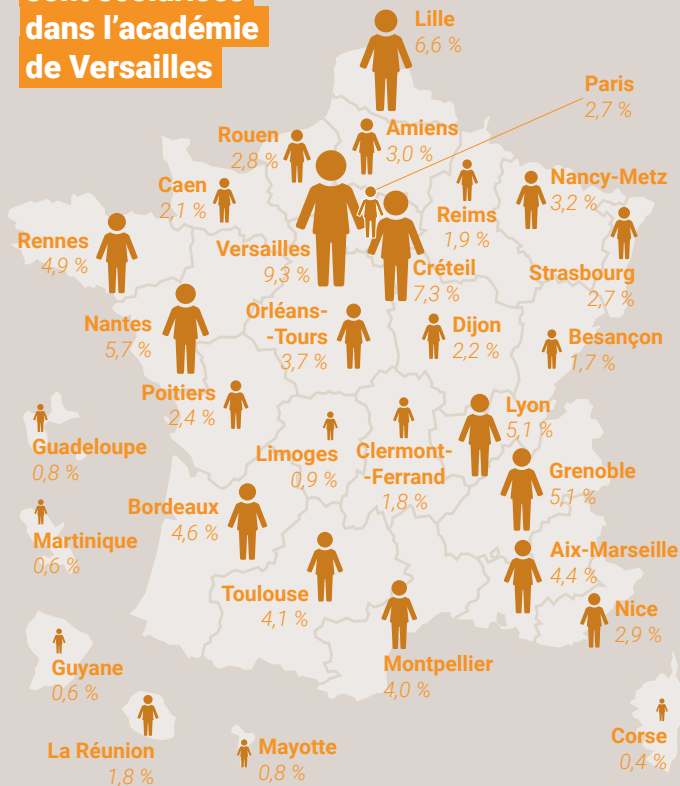 dans l’académie
de Versailles
Lille
6,6 %
Paris
2,7 %
Rouen
2,8 %
Amiens
3,0 %
Caen
2,1 %
Nancy-Metz
3,2 %
Reims
1,9 %
Rennes
4,9 %
Versailles
9,3 %
Créteil
7,3 %
Strasbourg
2,7 %
Nantes
5,7 %
Orléans-
-Tours
3,7 %
Dijon
2,2 %
Besançon
1,7 %
Poitiers
2,4 %
Lyon
5,1 %
Guadeloupe
0,8 %
Limoges
0,9 %
Clermont-
-Ferrand
1,8 %
Grenoble
5,1 %
Bordeaux
4,6 %
Martinique
0,6 %
Aix-Marseille
4,4 %
Toulouse
4,1 %
Nice
2,9 %
Montpellier
4,0 %
Guyane
0,6 %
La Réunion
1,8 %
Mayotte
0,8 %
Corse
0,4 %